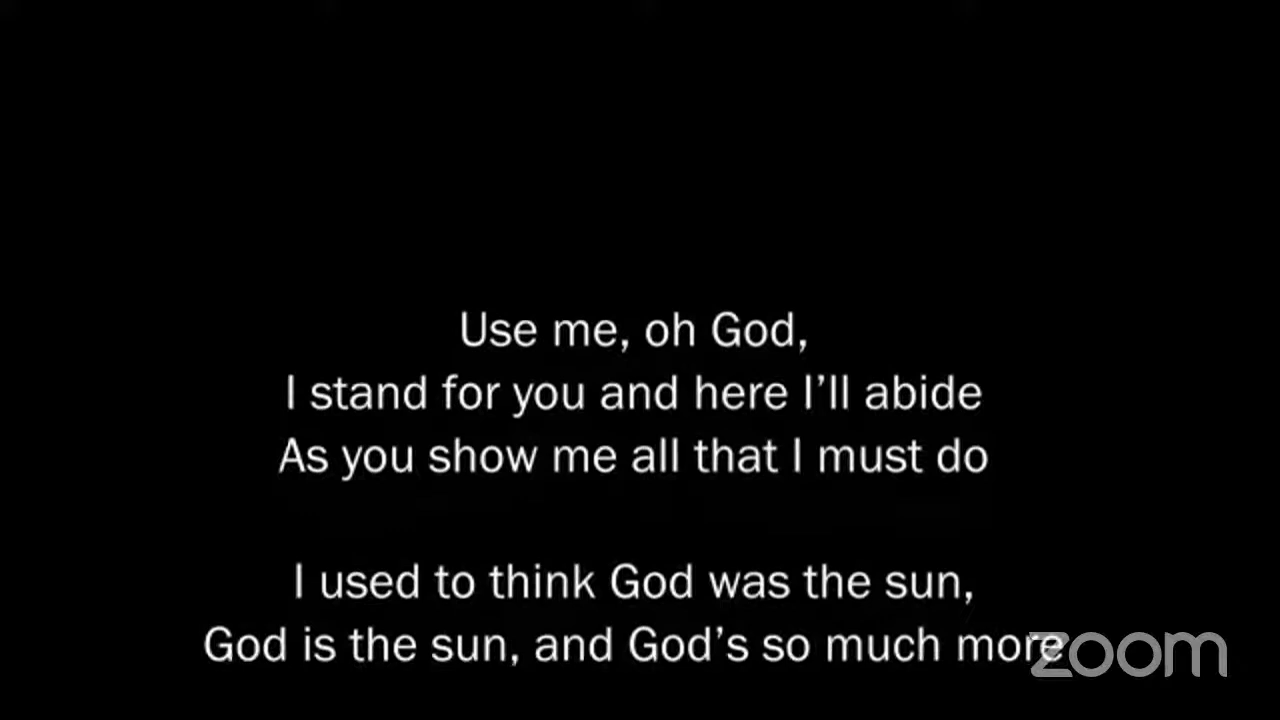 Use me, oh God,
I stand for you and here I’ll abide
As you show me all that I must do
I used to think God was the sun,
God is the sun, and God’s so much more
zoom